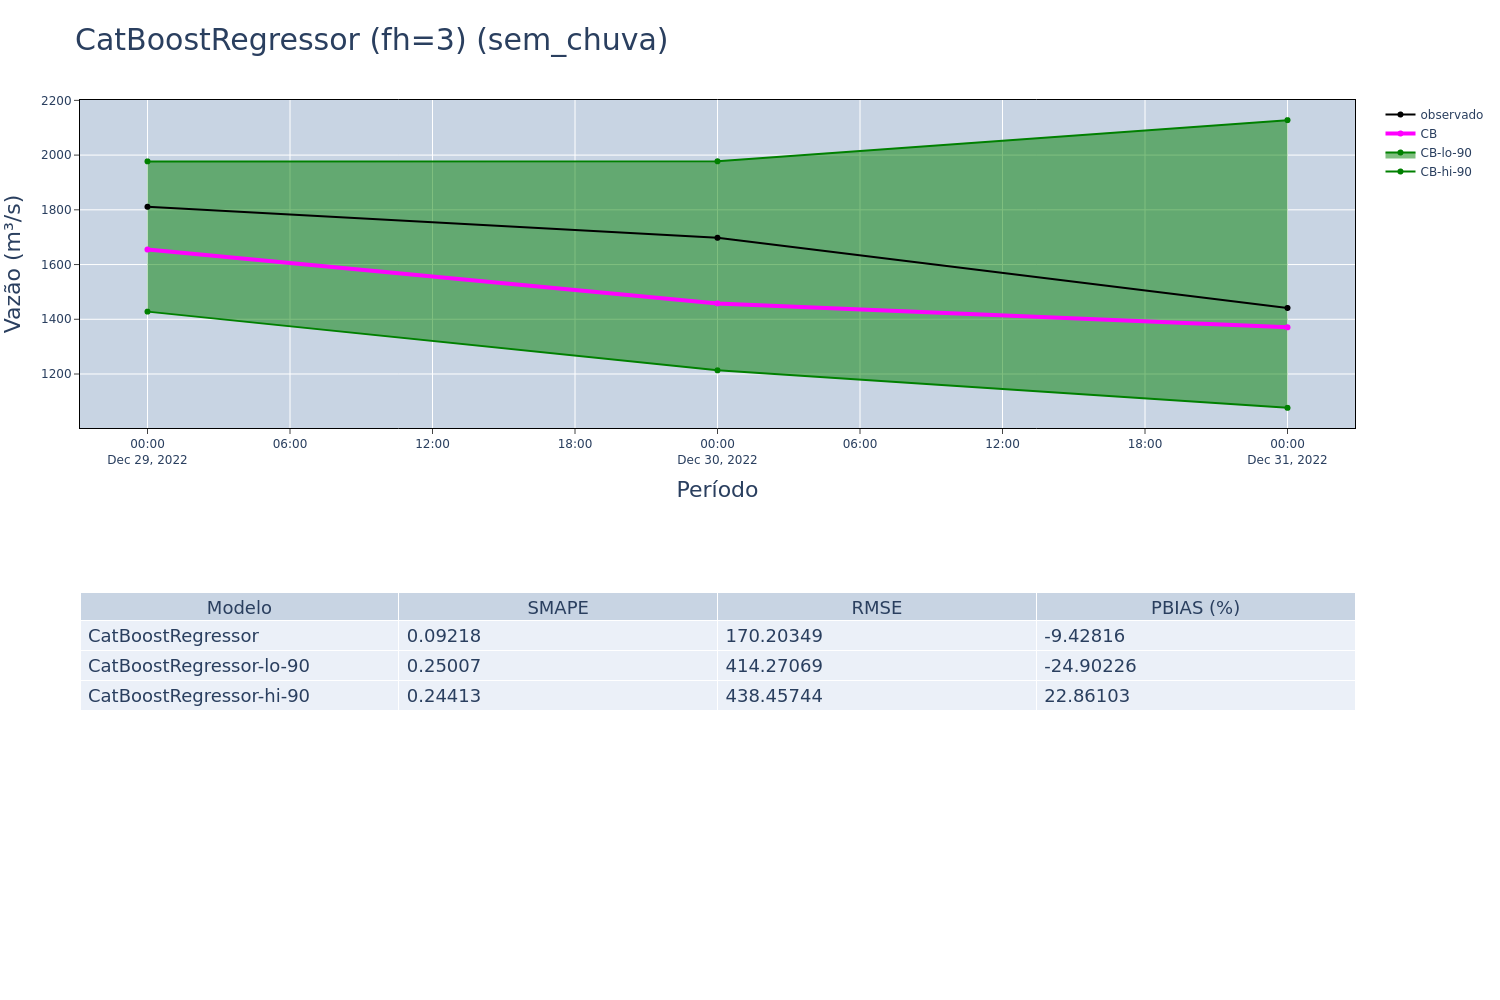 CatBoostRegressor (fh=3) (sem_chuva)
Vazão (m³/s)
2200
2000
1800
1600
1400
1200
00:00 06:00 12:00 18:00 00:00 06:00 12:00 18:00 00:00
Dec 29, 2022 Dec 30, 2022 Dec 31, 2022
Período
observado
CB
CB-lo-90
CB-hi-90
Modelo SMAPE RMSE PBIAS (%)
CatBoostRegressor 0.09218 170.20349 -9.42816
CatBoostRegressor-lo-90 0.25007 414.27069 -24.90226
CatBoostRegressor-hi-90 0.24413 438.45744 22.86103